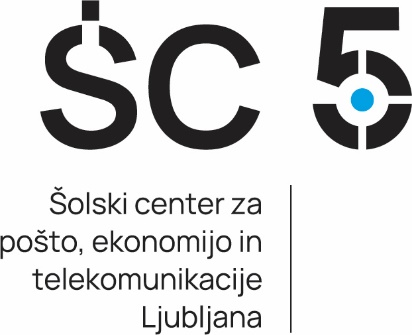 ŠC 5
Šolski center za
pošto, ekonomijo in
telekomunikacije
Ljubljana